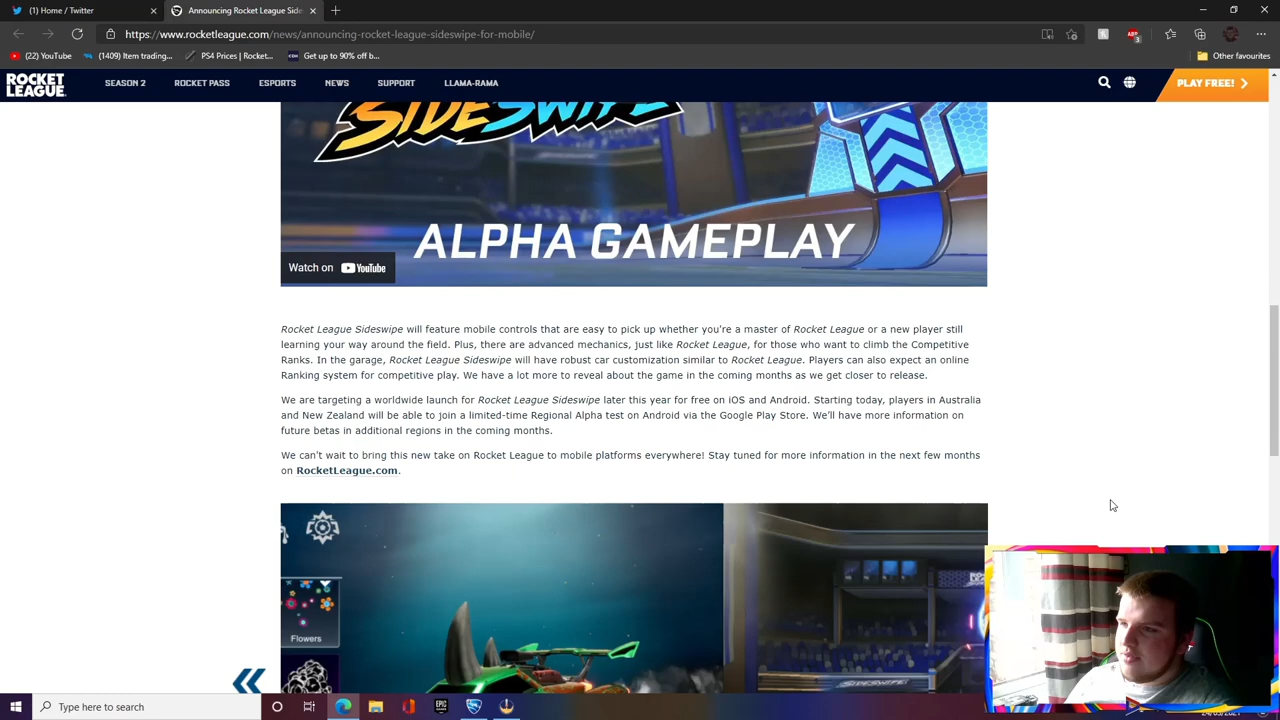 (1) Home / Twitter
Announcing Rocket League Side
https://www.rocketleague.com/news/announcing-rocket-league-sideswipe-for-mobile/
(22) YouTube
(1409) Item trading...
PS4 Prices | Rocket...
Get up to 90% off b...
Other favourites
ROCKET LEAGUE
SEASON 2
ROCKET PASS
ESPORTS
NEWS
SUPPORT
LLAMA-RAMA
PLAY FREE!
SIDESWIPE
ALPHA GAMEPLAY
Watch on YouTube
Rocket League Sideswipe will feature mobile controls that are easy to pick up whether you're a master of Rocket League or a new player still
learning your way around the field. Plus, there are advanced mechanics, just like Rocket League, for those who want to climb the Competitive
Ranks. In the garage, Rocket League Sideswipe will have robust car customization similar to Rocket League. Players can also expect an online
Ranking system for competitive play. We have a lot more to reveal about the game in the coming months as we get closer to release.
We are targeting a worldwide launch for Rocket League Sideswipe later this year for free on iOS and Android. Starting today, players in Australia
and New Zealand will be able to join a limited-time Regional Alpha test on Android via the Google Play Store. We'll have more information on
future betas in additional regions in the coming months.
We can't wait to bring this new take on Rocket League to mobile platforms everywhere! Stay tuned for more information in the next few months
on RocketLeague.com.
Flowers
SIDESWIPE
Type here to search
EPIC